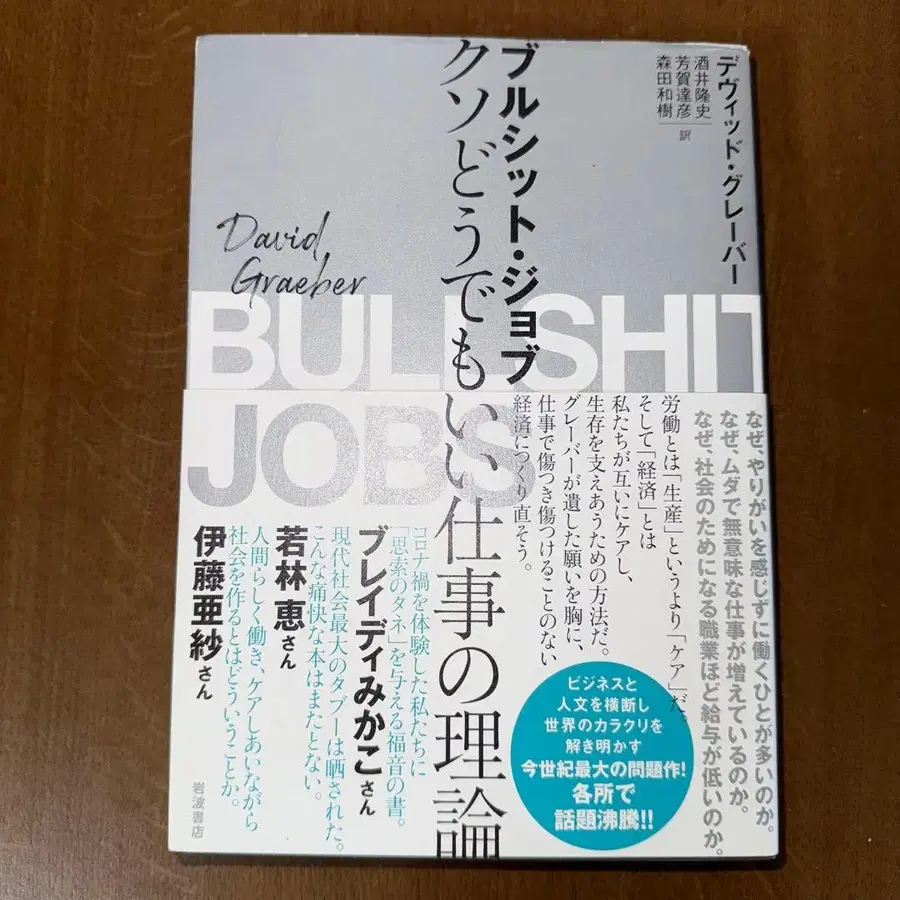 デヴィッド・グレーバー
酒井隆史
芳賀達彦
森田和樹
訳
ブルシット・ジョブ
クソどうでもいい仕事の理論
David
Graeber
BULLSHIT
JOBS
なぜ、やりがいを感じずに働くひとが多いのか。
なぜ、ムダで無意味な仕事が増えているのか。
なぜ、社会のためになる職業ほど給与が低いのか。
労働とは「生産」というより「ケア」だ。
そして「経済」とは
私たちが互いにケアし、
生存を支えあうための方法だ。
グレーバーが遺した願いを胸に、
仕事で傷つき傷つけることのない
経済につくり直そう。
コロナ禍を体験した私たちに
「思索のタネ」を与える福音の書。
ブレイディみかこさん
現代社会最大のタブーは晒された。
こんな痛快な本はまたとない。
若林 恵さん
人間らしく働き、ケアしあいながら
社会を作るとはどういうことか。
伊藤亜紗さん
ビジネスと
人文を横断し
世界のカラクリを
解き明かす
今世紀最大の問題作!
各所で
話題沸騰!!
岩波書店